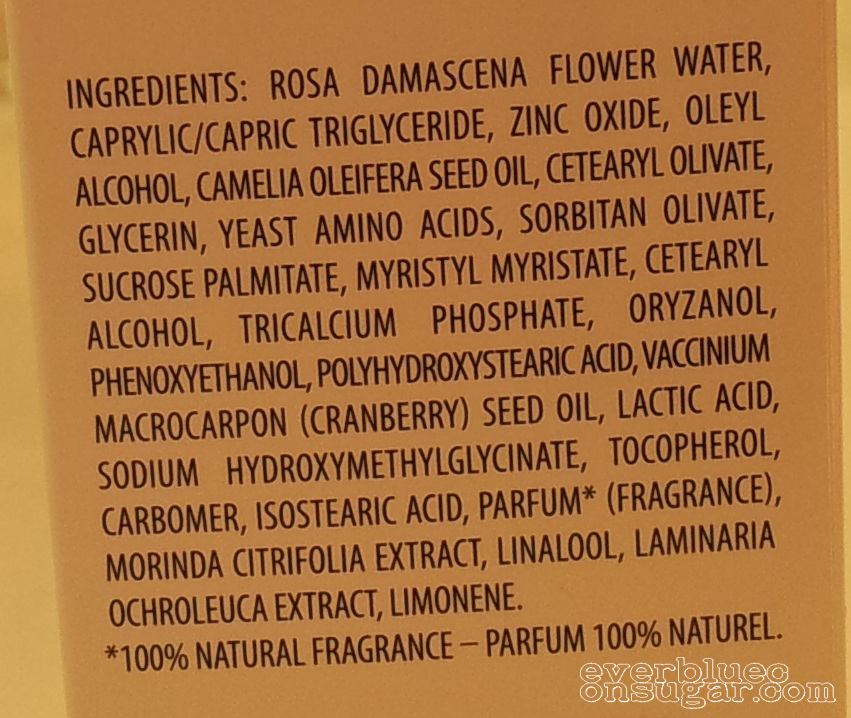 INGREDIENTS: ROSA DAMASCENA FLOWER WATER,
CAPRYLIC/CAPRIC TRIGLYCERIDE, ZINC OXIDE, OLEYL
ALCOHOL, CAMELIA OLEIFERA SEED OIL, CETEARYL OLIVATE,
GLYCERIN, YEAST AMINO ACIDS, SORBITAN OLIVATE,
SUCROSE PALMITATE, MYRISTYL MYRISTATE, CETEARYL
ALCOHOL, TRICALCIUM PHOSPHATE, ORYZANOL,
PHENOXYETHANOL, POLYHYDROXYSTEARIC ACID, VACCINIUM
MACROCARPON (CRANBERRY) SEED OIL, LACTIC ACID,
SODIUM HYDROXYMETHYLGLYCINATE, TOCOPHEROL,
CARBOMER, ISOSTEARIC ACID, PARFUM* (FRAGRANCE),
MORINDA CITRIFOLIA EXTRACT, LINALOOL, LAMINARIA
OCHROLEUCA EXTRACT, LIMONENE.
*100% NATURAL FRAGRANCE – PARFUM 100% NATUREL.
everbluec
onsugar.com